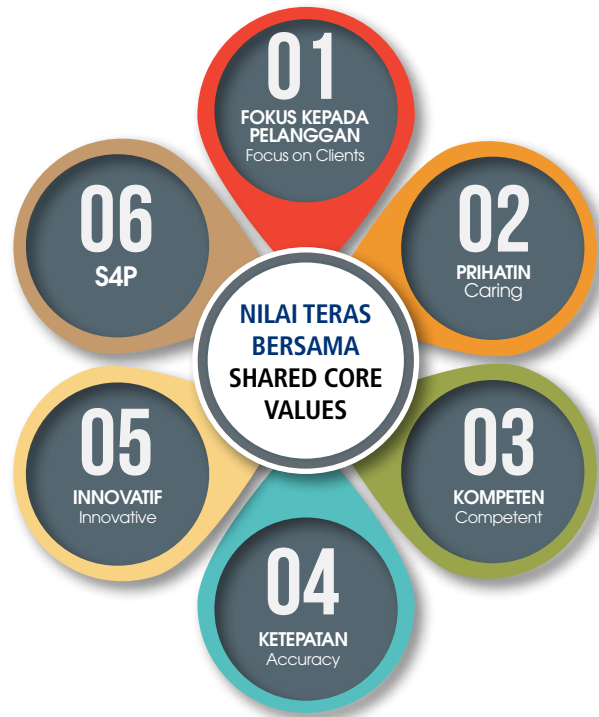 01
FOKUS KEPADA
PELANGGAN
Focus on Clients
02
PRIHATIN
Caring
03
KOMPETEN
Competent
04
KETEPATAN
Accuracy
05
INNOVATIF
Innovative
06
S4P
NILAI TERAS
BERSAMA
SHARED CORE
VALUES